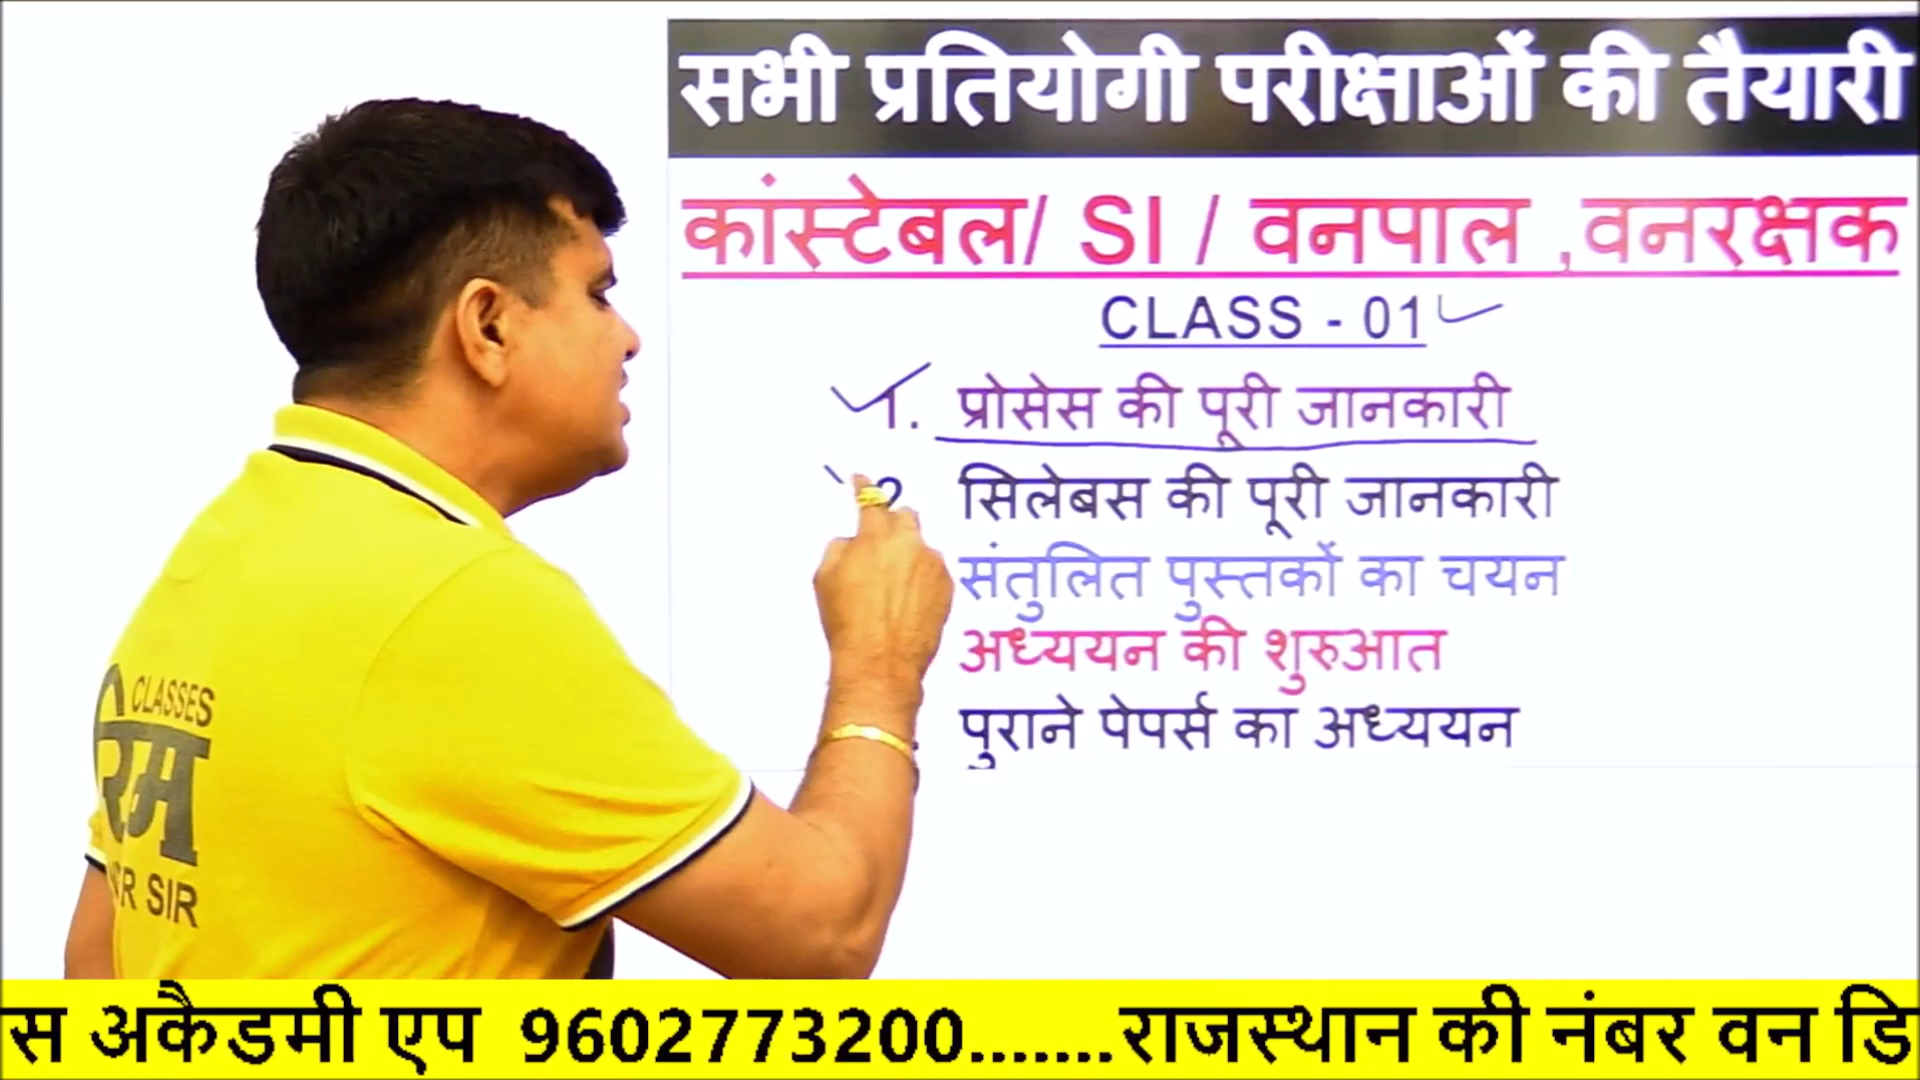 सभी प्रतियोगी परीक्षाओं की तैयारी
कांस्टेबल/ SI / वनपाल ,वनरक्षक
CLASS - 01
1. प्रोसेस की पूरी जानकारी
2. सिलेबस की पूरी जानकारी
संतुलित पुस्तकों का चयन
अध्ययन की शुरुआत
पुराने पेपर्स का अध्ययन
CLASSES
SIR
स अकैडमी एप 9602773200.......राजस्थान की नंबर वन डि